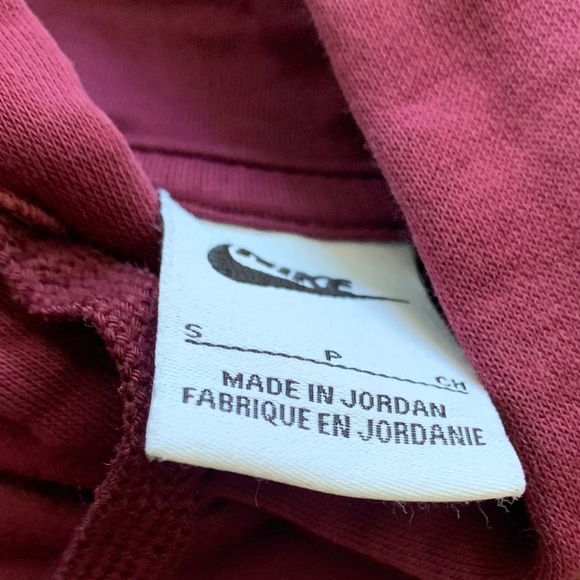 NIKE
S P CH
MADE IN JORDAN
FABRIQUE EN JORDANIE